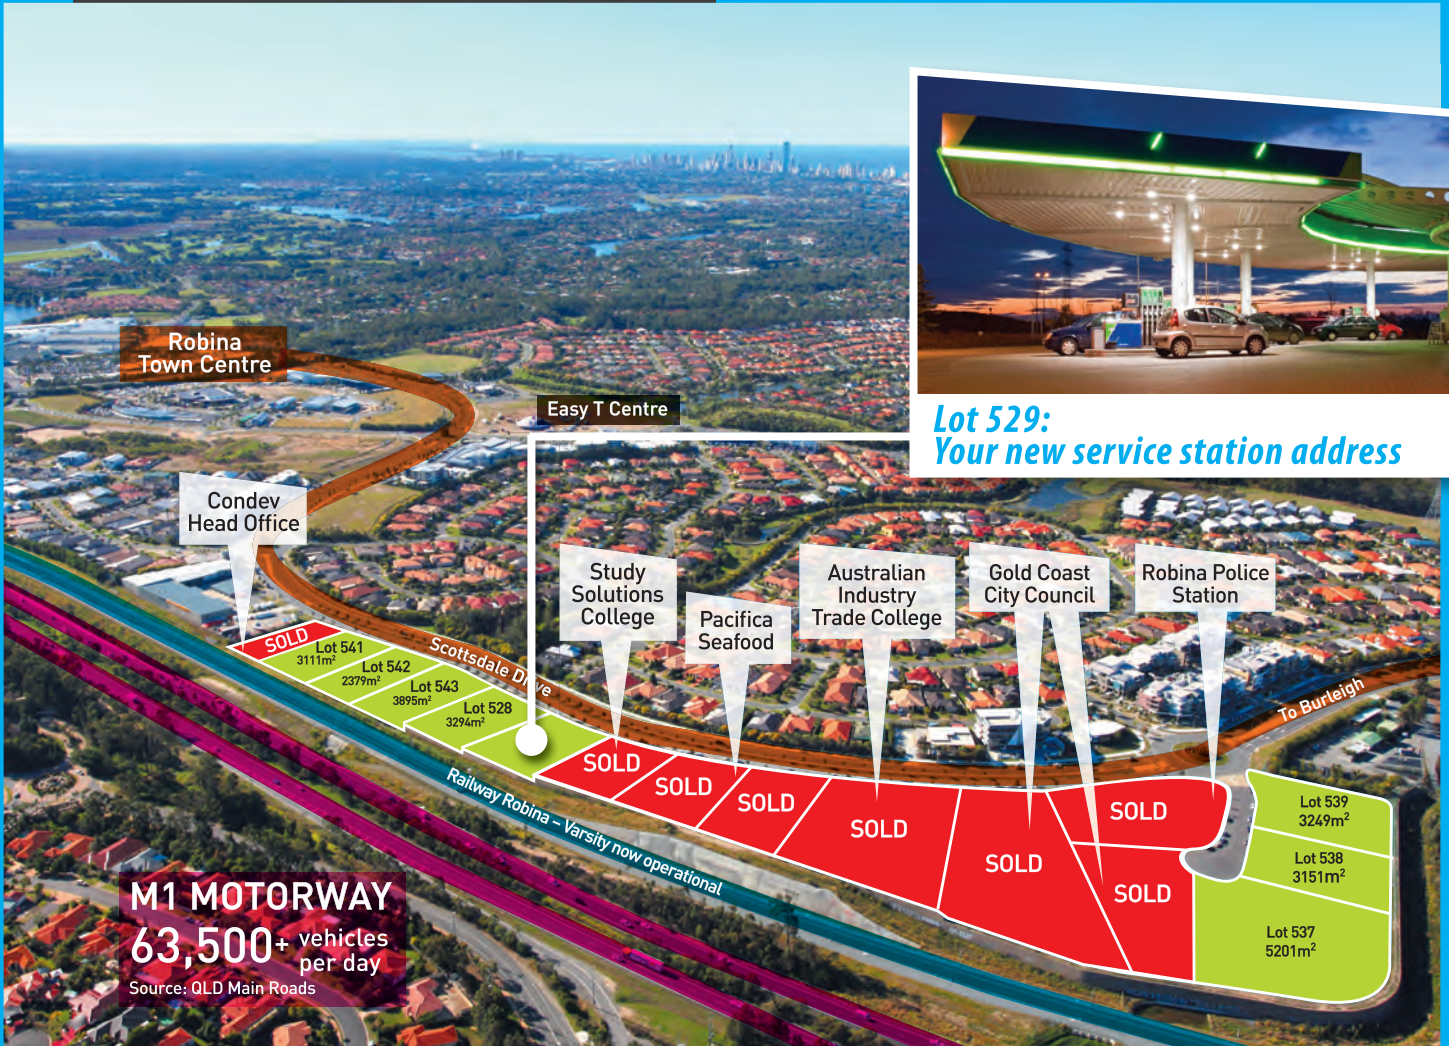 Lot 529:
Your new service station address
Robina
Town Centre
Easy T Centre
Condev
Head Office
Study
Solutions
College
Pacifica
Seafood
Australian
Industry
Trade College
Gold Coast
City Council
Robina Police
Station
SOLD
Lot 541
3111m²
Lot 542
2379m²
Lot 543
3895m²
Lot 528
3294m²
Scottsdale Drive
To Burleigh
SOLD
SOLD
SOLD
SOLD
SOLD
SOLD
SOLD
Lot 539
3249m²
Lot 538
3151m²
Lot 537
5201m²
Railway Robina – Varsity now operational
M1 MOTORWAY
63,500+ vehicles
per day
Source: QLD Main Roads